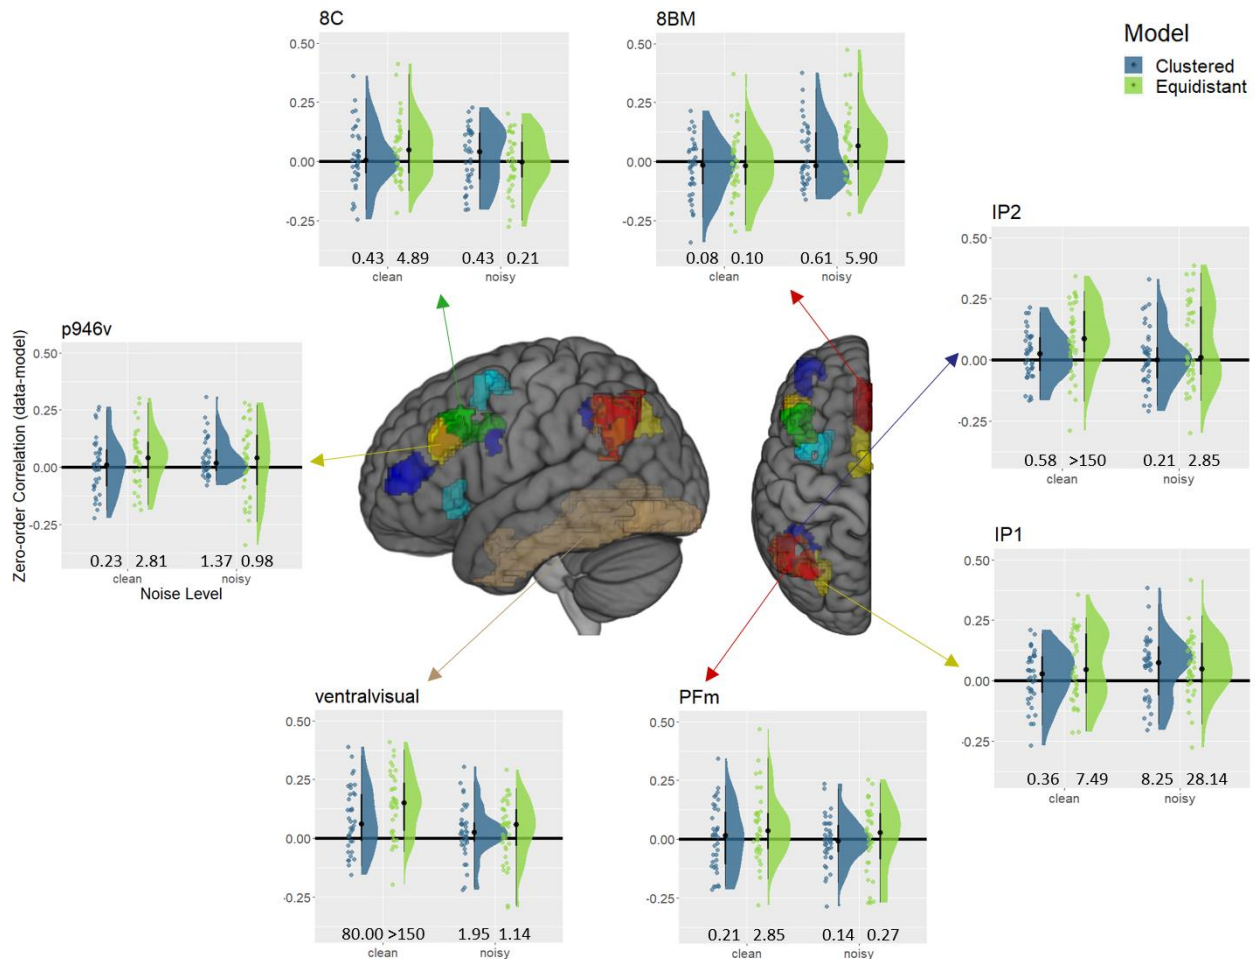 8C
0.50
0.25
0.00
-0.25
0.43 4.89 0.43 0.21
clean noisy
8BM
0.50
0.25
0.00
-0.25
0.08 0.10 0.61 5.90
clean noisy
Model
Clustered
Equidistant
IP2
0.50
0.25
0.00
-0.25
0.58 >150 0.21 2.85
clean noisy
p946v
Zero-order Correlation (data-model)
0.50
0.25
0.00
-0.25
0.23 2.81 1.37 0.98
clean noisy
Noise Level
IP1
0.50
0.25
0.00
-0.25
0.36 7.49 8.25 28.14
clean noisy
ventralvisual
0.50
0.25
0.00
-0.25
80.00 >150 1.95 1.14
clean noisy
PFm
0.50
0.25
0.00
-0.25
0.21 2.85 0.14 0.27
clean noisy